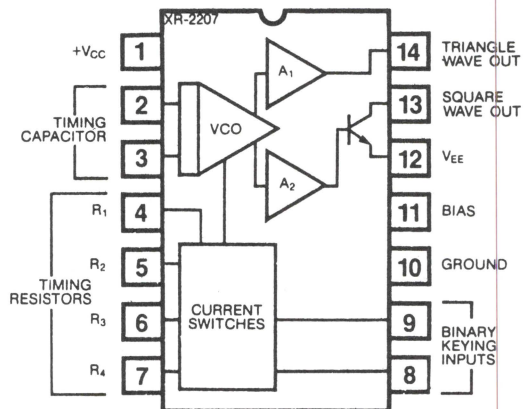 XR-2207
+VCC
1
14
TRIANGLE
WAVE OUT
A1
2
TIMING
CAPACITOR
3
VCO
13
SQUARE
WAVE OUT
A2
12
VEE
R1
4
11
BIAS
R2
5
10
GROUND
TIMING
RESISTORS
R3
6
CURRENT
SWITCHES
9
BINARY
KEYING
INPUTS
R4
7
8